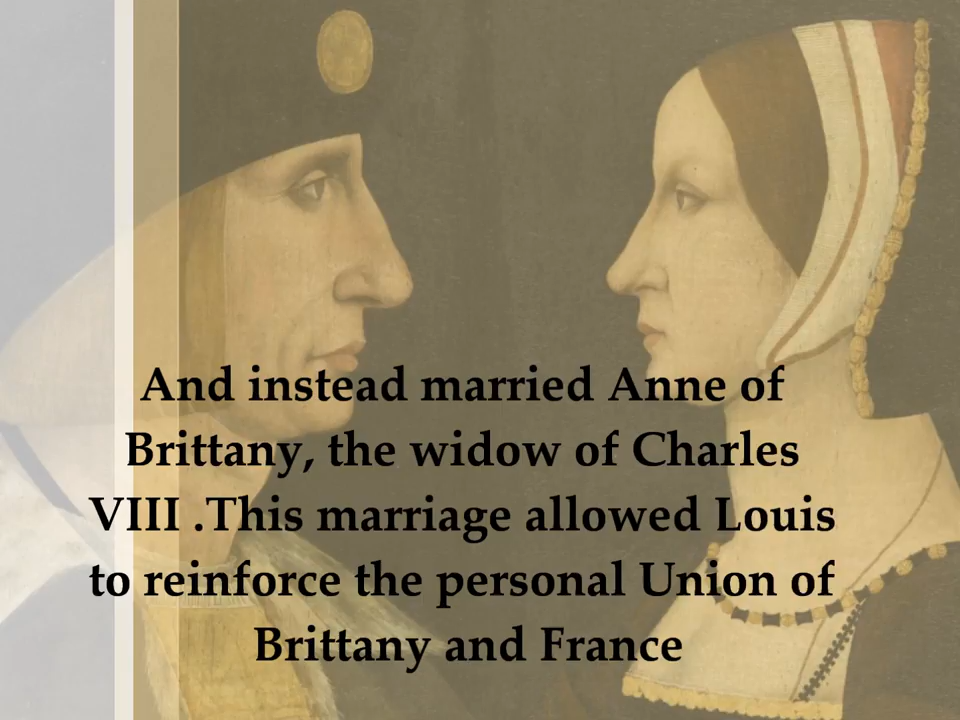 And instead married Anne of
Brittany, the widow of Charles
VIII .This marriage allowed Louis
to reinforce the personal Union of
Brittany and France